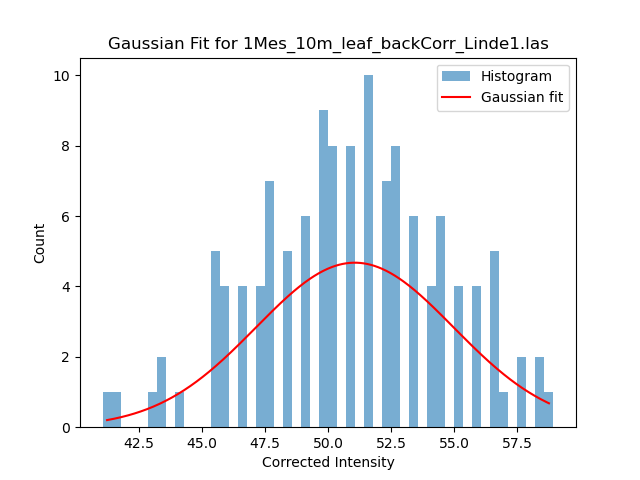 Gaussian Fit for 1Mes_10m_leaf_backCorr_Linde1.las
Histogram
Gaussian fit
Count
10
8
6
4
2
0
42.5 45.0 47.5 50.0 52.5 55.0 57.5
Corrected Intensity